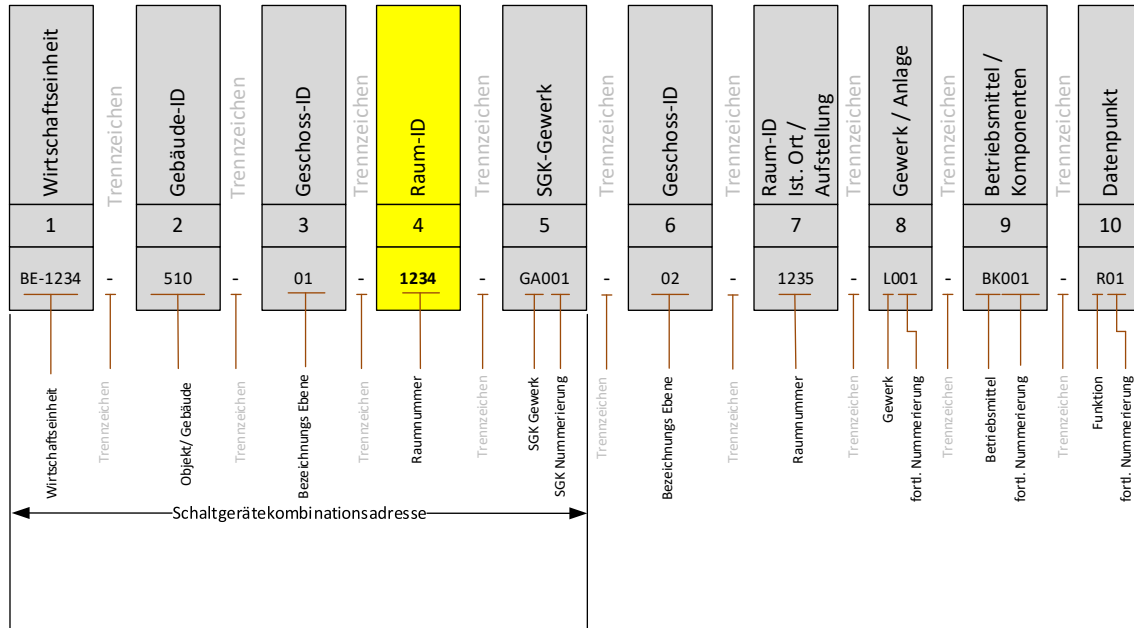 Wirtschaftseinheit
Trennzeichen
Gebäude-ID
Trennzeichen
Geschoss-ID
Trennzeichen
Raum-ID
Trennzeichen
SGK-Gewerk
Trennzeichen
Geschoss-ID
Trennzeichen
Raum-ID
Ist. Ort /
Aufstellung
Trennzeichen
Gewerk / Anlage
Trennzeichen
Betriebsmittel /
Komponenten
Trennzeichen
Datenpunkt
1 2 3 4 5 6 7 8 9 10
BE-1234 - 510 - 01 - 1234 - GA001 - 02 - 1235 - L001 - BK001 - R01
Wirtschaftseinheit
Trennzeichen
Objekt/ Gebäude
Trennzeichen
Bezeichnungs Ebene
Trennzeichen
Raumnummer
Trennzeichen
SGK Gewerk
SGK Nummerierung
Trennzeichen
Bezeichnungs Ebene
Trennzeichen
Raumnummer
Trennzeichen
Gewerk
fortl. Nummerierung
Trennzeichen
Betriebsmittel
fortl. Nummerierung
Trennzeichen
Funktion
fortl. Nummerierung
Schaltgerätekombinationsadresse